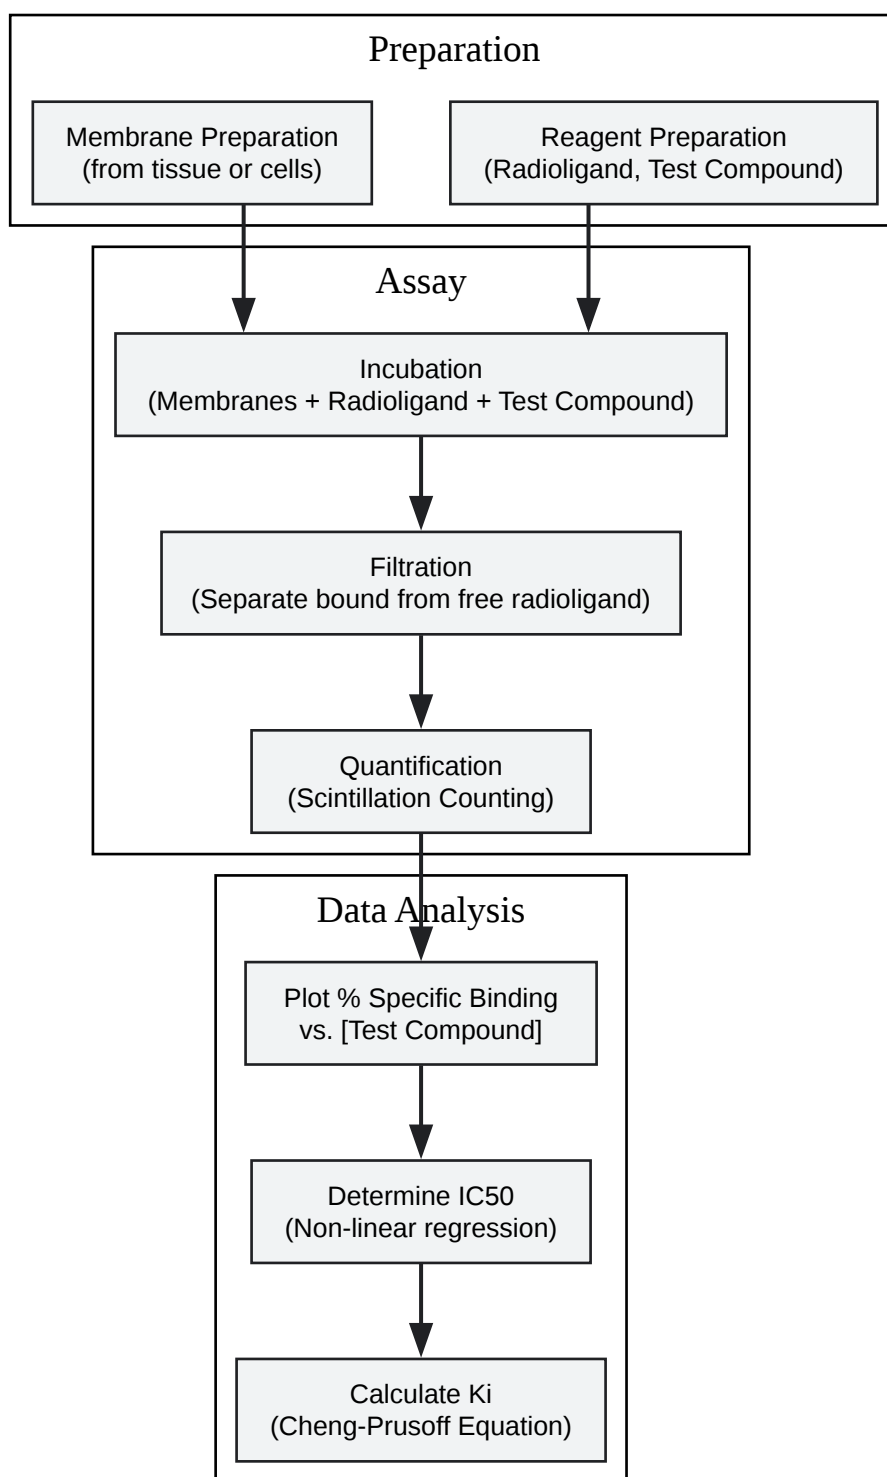 Preparation
Membrane Preparation
(from tissue or cells)
Reagent Preparation
(Radioligand, Test Compound)
Assay
Incubation
(Membranes + Radioligand + Test Compound)
Filtration
(Separate bound from free radioligand)
Quantification
(Scintillation Counting)
Data Analysis
Plot % Specific Binding
vs. [Test Compound]
Determine IC50
(Non-linear regression)
Calculate Ki
(Cheng-Prusoff Equation)